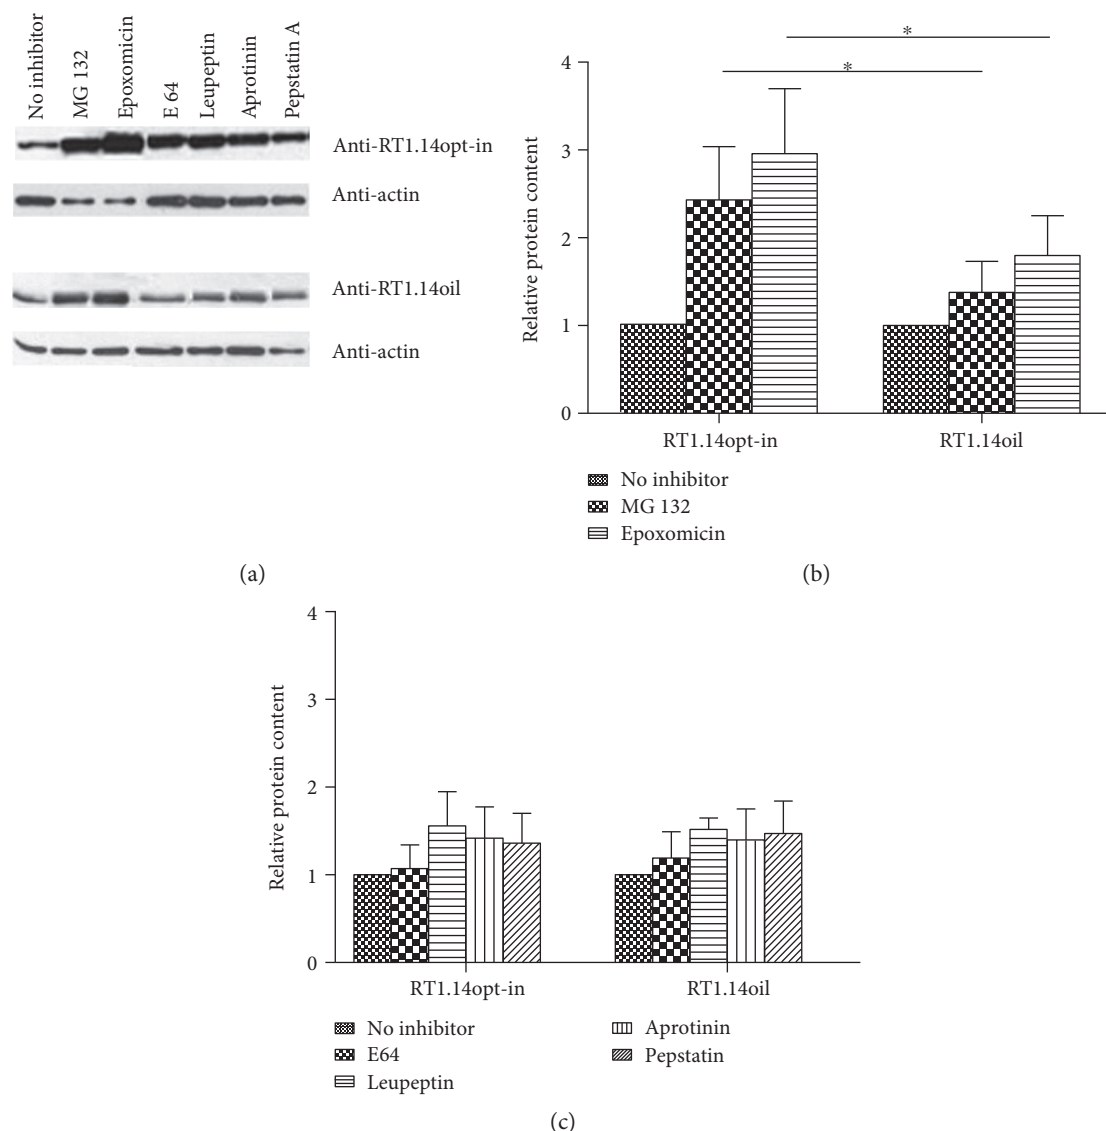 No inhibitor
MG 132
Epoxomicin
E 64
Leupeptin
Aprotinin
Pepstatin A
Anti-RT1.14opt-in
Anti-actin
Anti-RT1.14oil
Anti-actin
(a)
* 
*
Relative protein content
4
3
2
1
0
RT1.14opt-in
RT1.14oil
No inhibitor
MG 132
Epoxomicin
(b)
Relative protein content
4
3
2
1
0
RT1.14opt-in
RT1.14oil
No inhibitor
E64
Leupeptin
Aprotinin
Pepstatin
(c)